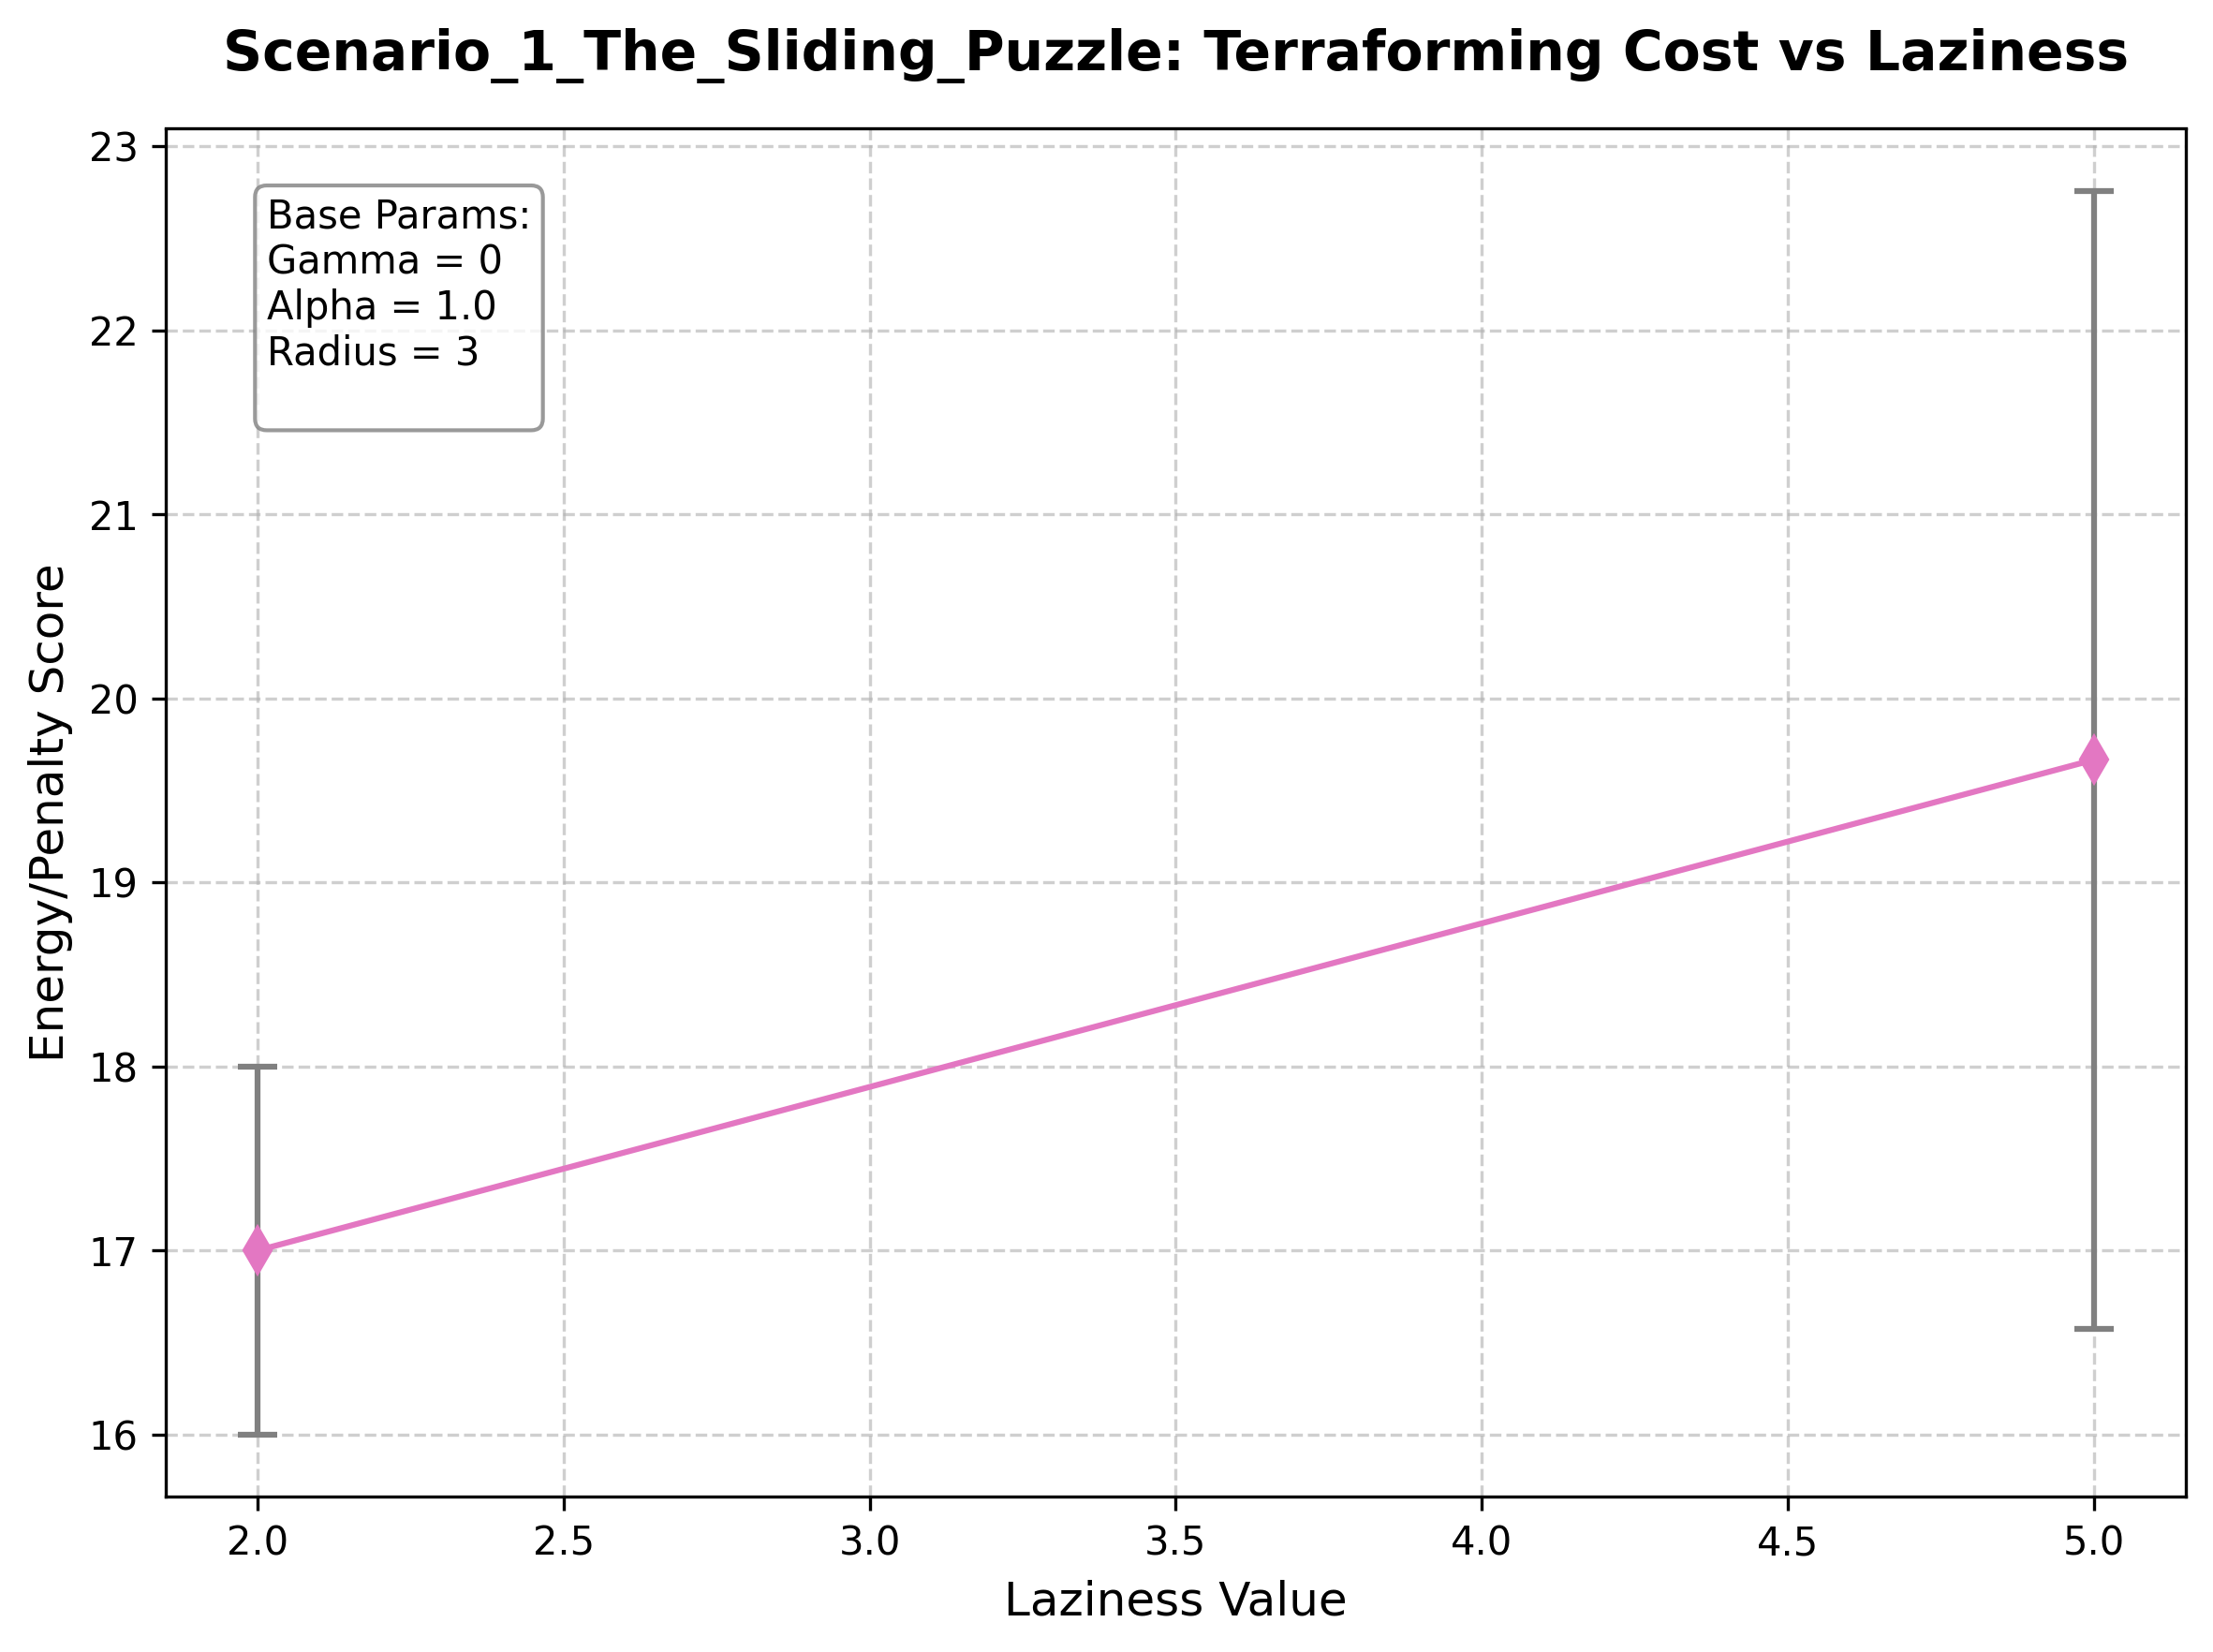 Scenario_1_The_Sliding_Puzzle: Terraforming Cost vs Laziness
23
22
21
20
19
18
17
16
Energy/Penalty Score
Base Params:
Gamma = 0
Alpha = 1.0
Radius = 3
2.0 2.5 3.0 3.5 4.0 4.5 5.0
Laziness Value